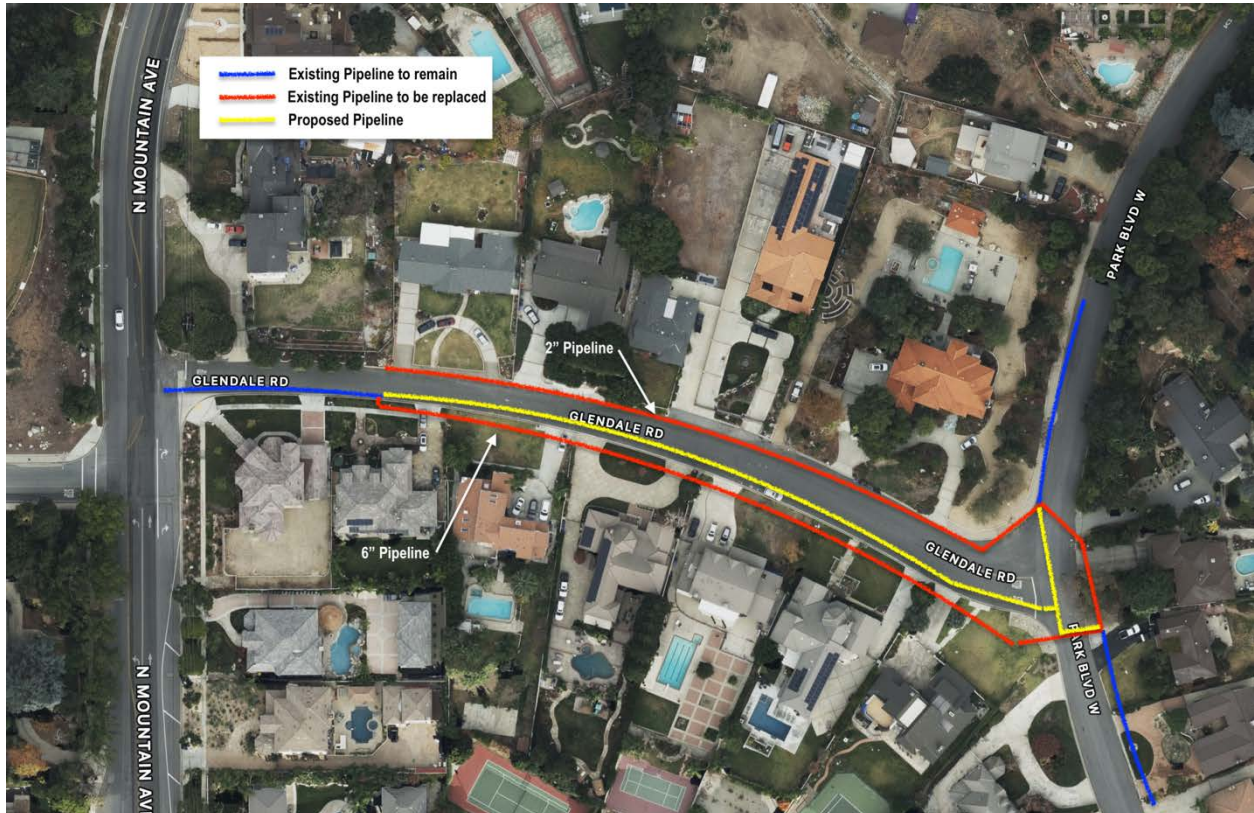 N MOUNTAIN AVE
Existing Pipeline to remain
Existing Pipeline to be replaced
Proposed Pipeline
PARK BLVD W
2" Pipeline
GLENDALE RD
GLENDALE RD
6" Pipeline
GLENDALE RD
PARK BLVD W
N MOUNTAIN AV